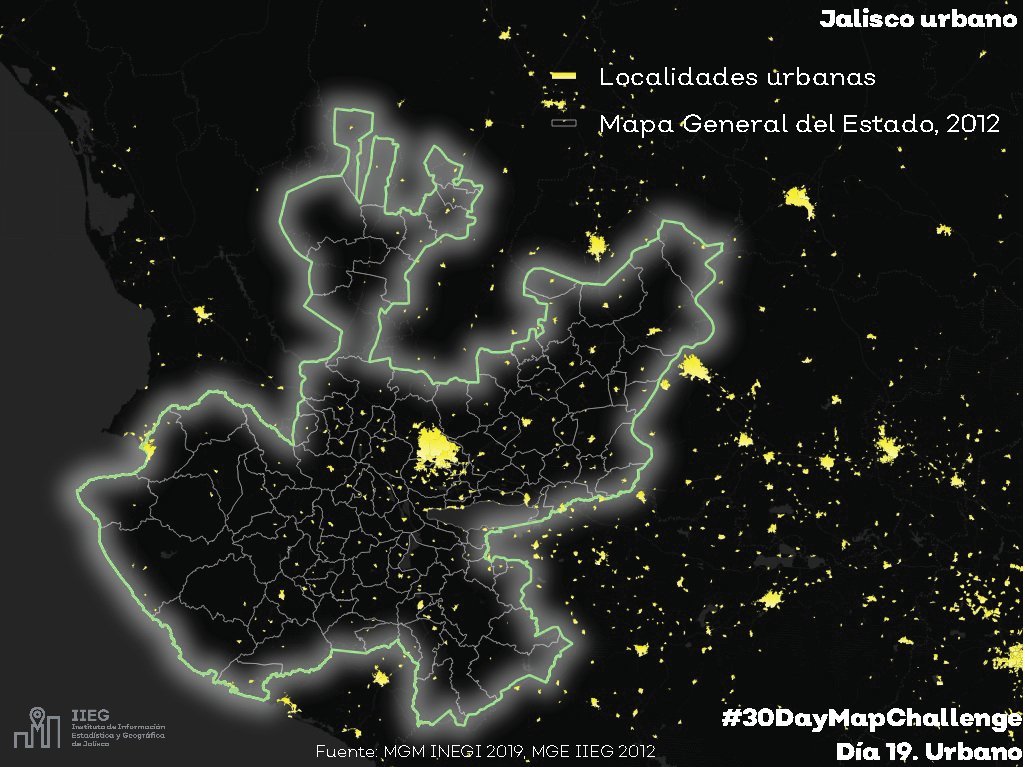 Jalisco urbano
Localidades urbanas
Mapa General del Estado, 2012
IIEG
Instituto de Información
Estadística y Geográfica
de Jalisco
Fuente: MGM INEGI 2019, MGE IIEG 2012
#30DayMapChallenge
Día 19. Urbano